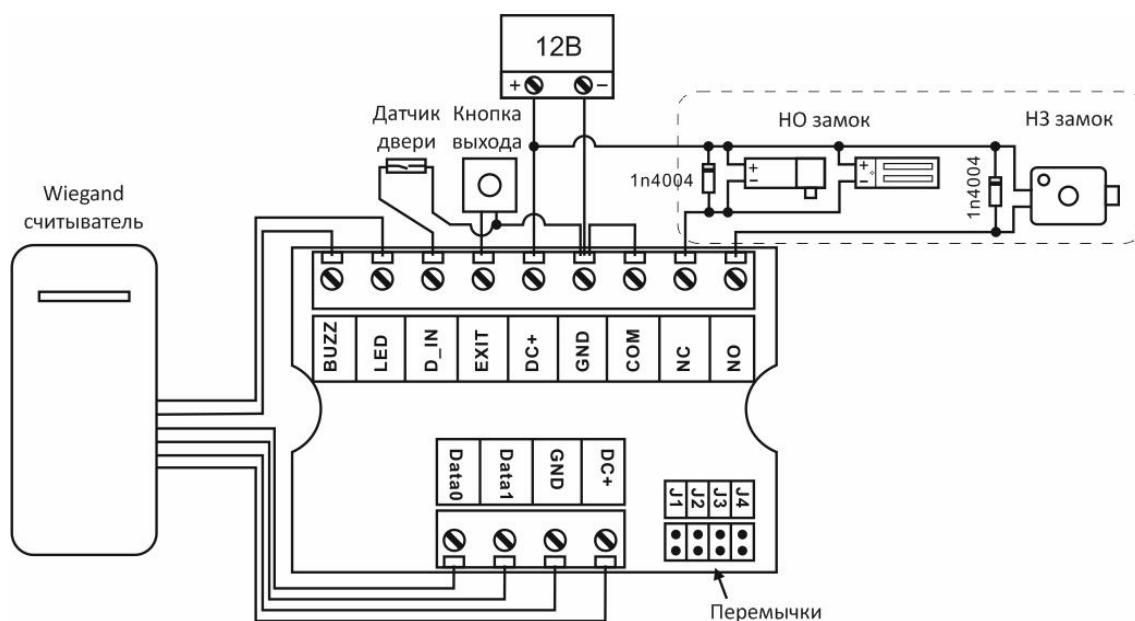 12В
+ −
Датчик
двери
Кнопка
выхода
НО замок
НЗ замок
1n4004
+
−
+
−
1n4004
Wiegand
считыватель
BUZZ
LED
D_IN
EXIT
DC+
GND
COM
NC
NO
Data0
Data1
GND
DC+
J1
J2
J3
J4
Перемычки